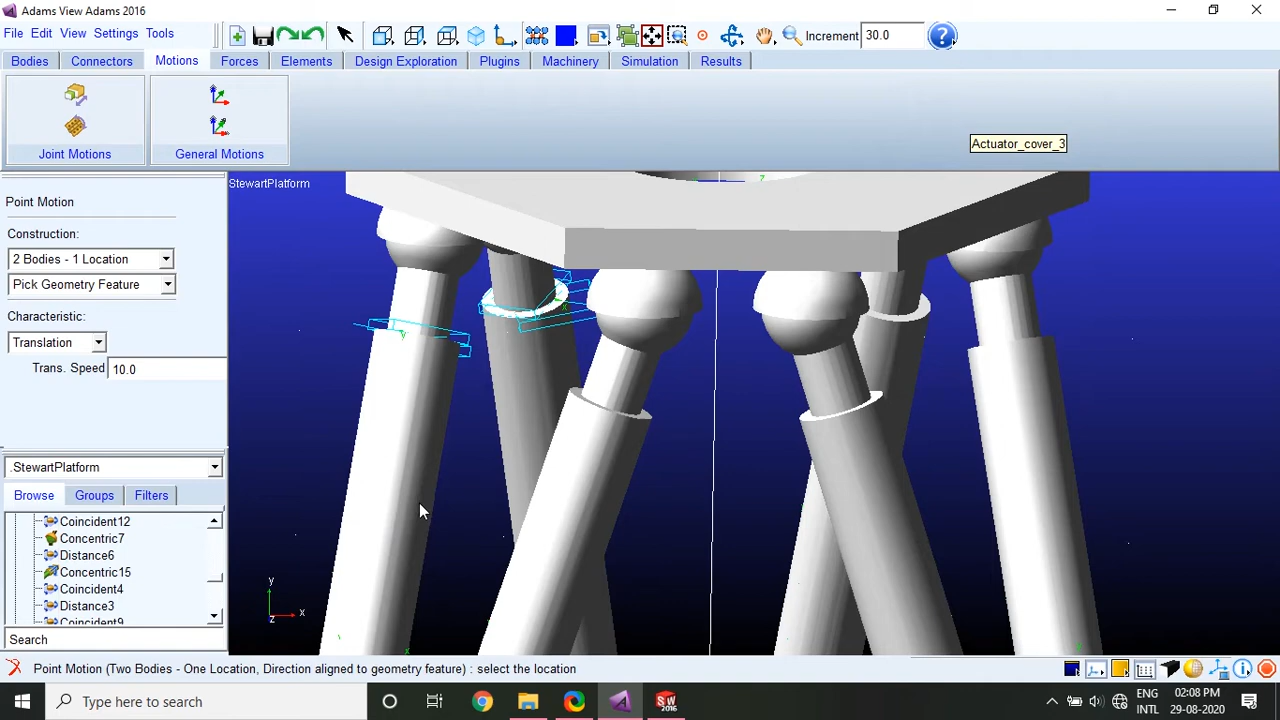 Adams View Adams 2016
File Edit View Settings Tools
Increment 30.0 ?
Bodies Connectors Motions Forces Elements Design Exploration Plugins Machinery Simulation Results
Joint Motions General Motions
Actuator_cover_3
StewartPlatform
Point Motion
Construction:
2 Bodies - 1 Location
Pick Geometry Feature
Characteristic:
Translation
Trans. Speed 10.0
.StewartPlatform
Browse Groups Filters
Coincident12
Concentric7
Distance6
Concentric15
Coincident4
Distance3
Coincident9
Search
z
x
y
x
z
Point Motion (Two Bodies - One Location, Direction aligned to geometry feature) : select the location
Type here to search
SW
2016
ENG
INTL
02:08 PM
29-08-2020